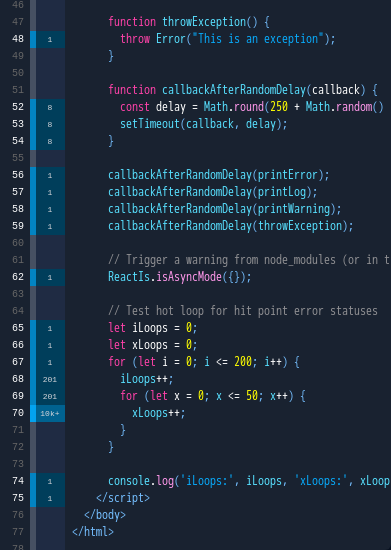 46
47 function throwException() {
48 1 throw Error("This is an exception");
49 }
50
51 function callbackAfterRandomDelay(callback) {
52 8 const delay = Math.round(250 + Math.random()
53 8 setTimeout(callback, delay);
54 8 }
55
56 1 callbackAfterRandomDelay(printError);
57 1 callbackAfterRandomDelay(printLog);
58 1 callbackAfterRandomDelay(printWarning);
59 1 callbackAfterRandomDelay(throwException);
60
61 // Trigger a warning from node_modules (or in t
62 1 ReactIs.isAsyncMode({});
63
64 // Test hot loop for hit point error statuses
65 1 let iLoops = 0;
66 1 let xLoops = 0;
67 1 for (let i = 0; i <= 200; i++) {
68 201 iLoops++;
69 201 for (let x = 0; x <= 50; x++) {
70 10k+ xLoops++;
71 }
72 }
73
74 1 console.log('iLoops:', iLoops, 'xLoops:', xLoop
75 1 </script>
76 </body>
77 </html>
78